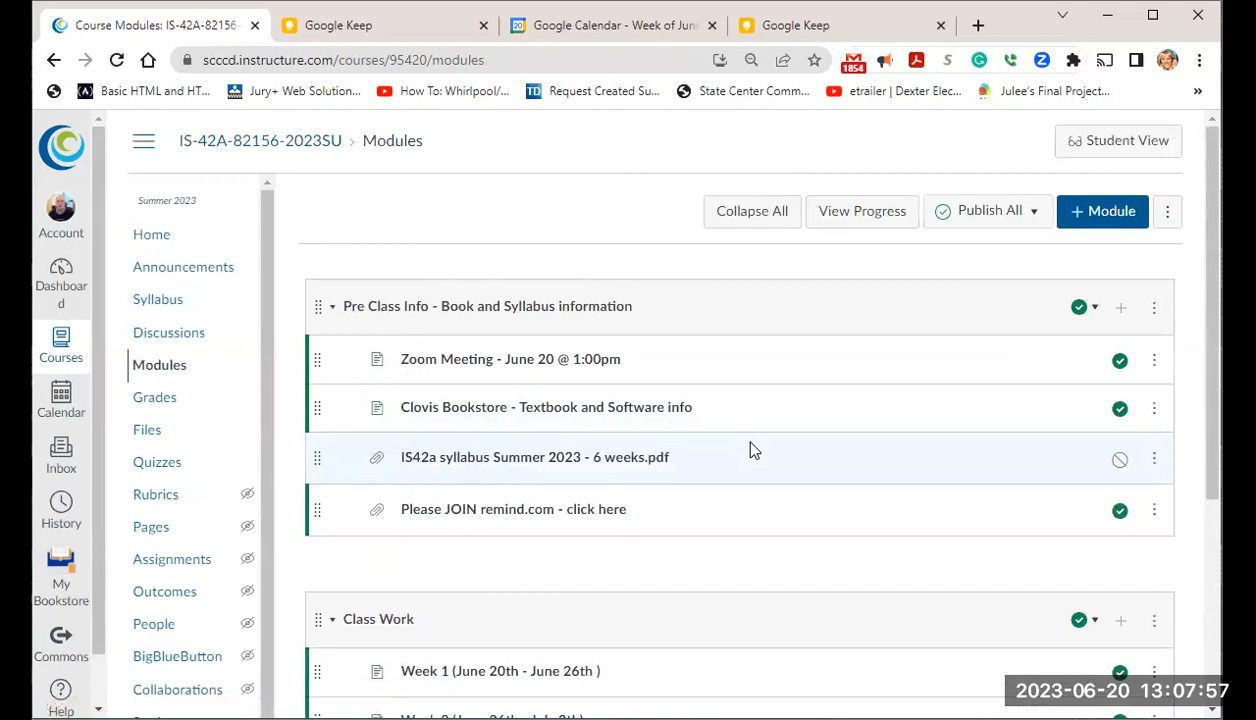 Course Modules: IS-42A-82156-
Google Keep
Google Calendar - Week of Jun
Google Keep
scccd.instructure.com/courses/95420/modules
1854
Basic HTML and HT...
Jury+ Web Solution...
How To: Whirlpool/...
TD
Request Created Su...
State Center Comm...
etrailer | Dexter Elec...
Julee's Final Project...
»
IS-42A-82156-2023SU › Modules
Student View
Summer 2023
Collapse All
View Progress
Publish All
+ Module
Account
Dashboar
d
Courses
Calendar
Inbox
History
My
Bookstore
Commons
Help
Home
Announcements
Syllabus
Discussions
Modules
Grades
Files
Quizzes
Rubrics
Pages
Assignments
Outcomes
People
BigBlueButton
Collaborations
Pre Class Info - Book and Syllabus information
Zoom Meeting - June 20 @ 1:00pm
Clovis Bookstore - Textbook and Software info
IS42a syllabus Summer 2023 - 6 weeks.pdf
Please JOIN remind.com - click here
Class Work
Week 1 (June 20th - June 26th )
2023-06-20 13:07:57